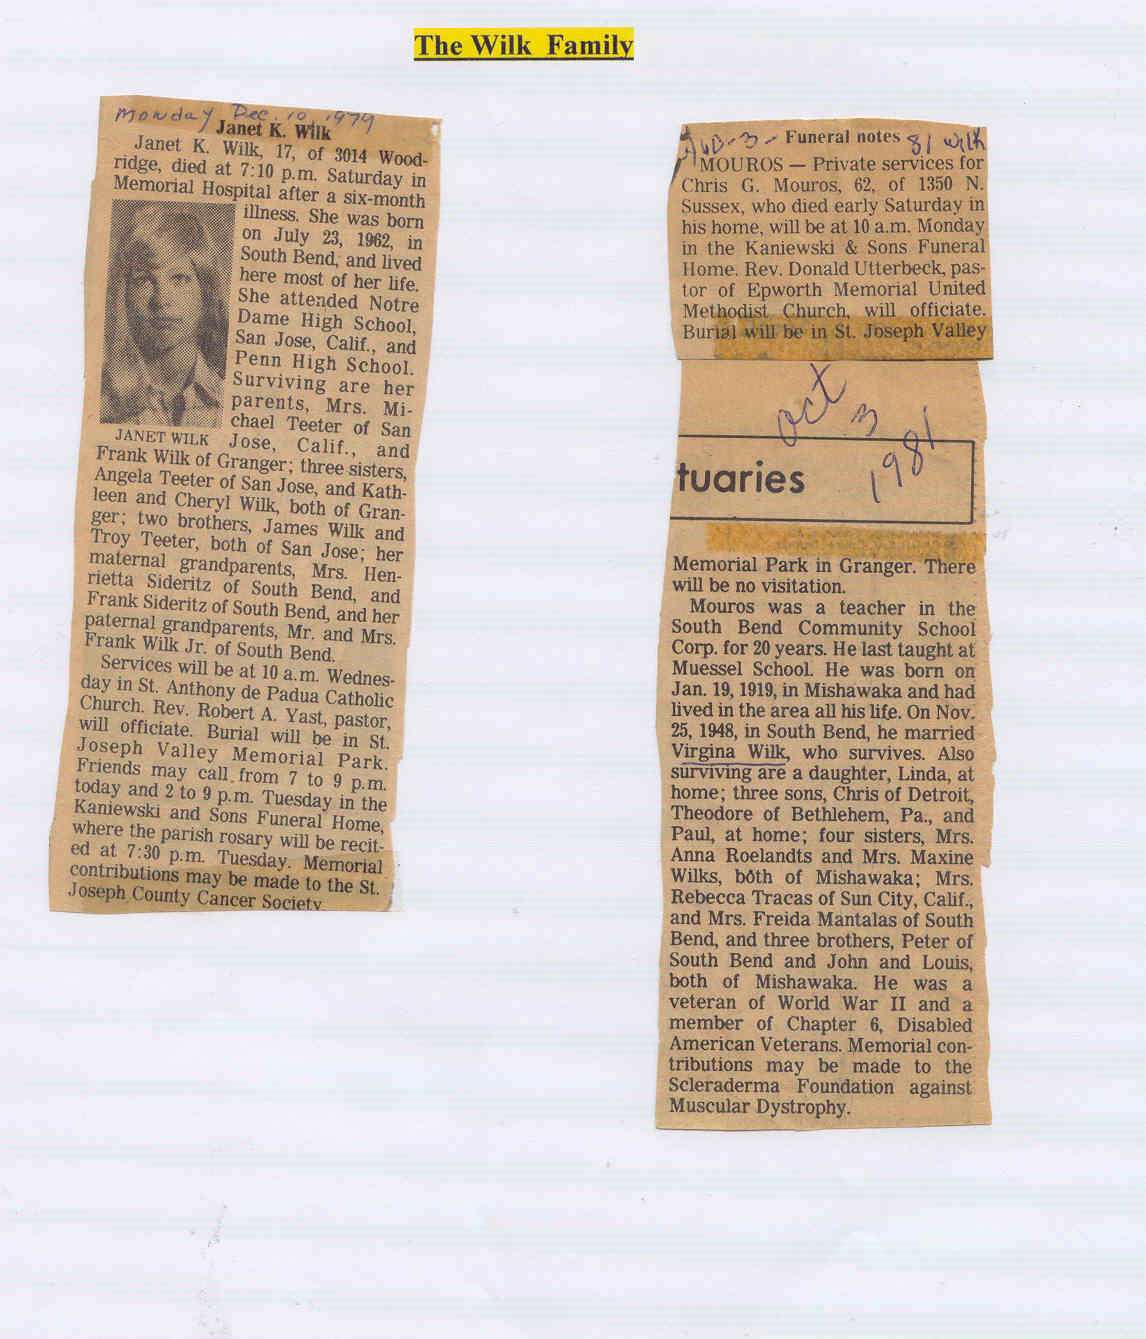 The Wilk Family
Monday Dec. 10, 1979
Janet K. Wilk
Janet K. Wilk, 17, of 3014 Wood-
ridge, died at 7:10 p.m. Saturday in
Memorial Hospital after a six-month
illness. She was born
on July 23, 1962, in
South Bend, and lived
here most of her life.
She attended Notre
Dame High School,
San Jose, Calif., and
Penn High School.
Surviving are her
parents, Mrs. Mi-
chael Teeter of San
JANET WILK
Jose, Calif., and
Frank Wilk of Granger; three sisters,
Angela Teeter of San Jose, and Kath-
leen and Cheryl Wilk, both of Gran-
ger; two brothers, James Wilk and
Troy Teeter, both of San Jose; her
maternal grandparents, Mrs. Hen-
rietta Sideritz of South Bend, and
Frank Sideritz of South Bend, and her
paternal grandparents, Mr. and Mrs.
Frank Wilk Jr. of South Bend.
Services will be at 10 a.m. Wednes-
day in St. Anthony de Padua Catholic
Church. Rev. Robert A. Yast, pastor,
will officiate. Burial will be in St.
Joseph Valley Memorial Park.
Friends may call from 7 to 9 p.m.
today and 2 to 9 p.m. Tuesday in the
Kaniewski and Sons Funeral Home,
where the parish rosary will be recit-
ed at 7:30 p.m. Tuesday. Memorial
contributions may be made to the St.
Joseph County Cancer Society
Funeral notes 81 Wilk
MOUROS — Private services for
Chris G. Mouros, 62, of 1350 N.
Sussex, who died early Saturday in
his home, will be at 10 a.m. Monday
in the Kaniewski & Sons Funeral
Home. Rev. Donald Utterbeck, pas-
tor of Epworth Memorial United
Methodist Church, will officiate.
Burial will be in St. Joseph Valley
Oct
3
1981
tuaries
Memorial Park in Granger. There
will be no visitation.
Mouros was a teacher in the
South Bend Community School
Corp. for 20 years. He last taught at
Muessel School. He was born on
Jan. 19, 1919, in Mishawaka and had
lived in the area all his life. On Nov.
25, 1948, in South Bend, he married
Virgina Wilk, who survives. Also
surviving are a daughter, Linda, at
home; three sons, Chris of Detroit,
Theodore of Bethlehem, Pa., and
Paul, at home; four sisters, Mrs.
Anna Roelandts and Mrs. Maxine
Wilks, both of Mishawaka; Mrs.
Rebecca Tracas of Sun City, Calif.,
and Mrs. Freida Mantalas of South
Bend, and three brothers, Peter of
South Bend and John and Louis,
both of Mishawaka. He was a
veteran of World War II and a
member of Chapter 6, Disabled
American Veterans. Memorial con-
tributions may be made to the
Scleraderma Foundation against
Muscular Dystrophy.